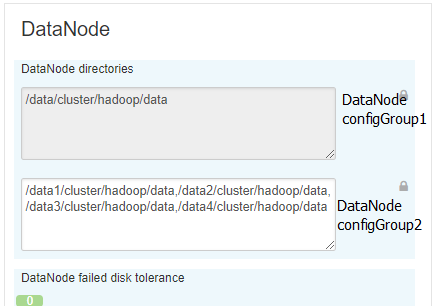 DataNode
DataNode directories
/data/cluster/hadoop/data
DataNode
configGroup1
/data1/cluster/hadoop/data,/data2/cluster/hadoop/data,
/data3/cluster/hadoop/data,/data4/cluster/hadoop/data
DataNode
configGroup2
DataNode failed disk tolerance
0